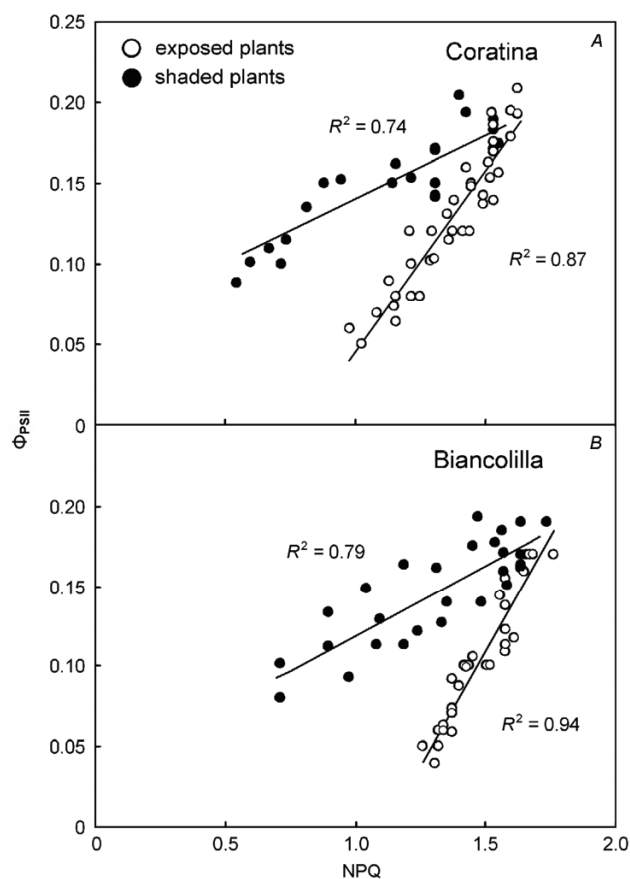 0.25
exposed plants
shaded plants
Coratina
A
0.20
R² = 0.74
0.15
R² = 0.87
0.10
0.05
0
ΦPSII
Biancolilla
B
0.20
R² = 0.79
0.15
0.10
R² = 0.94
0.05
0
0 0.5 1.0 1.5 2.0
NPQ